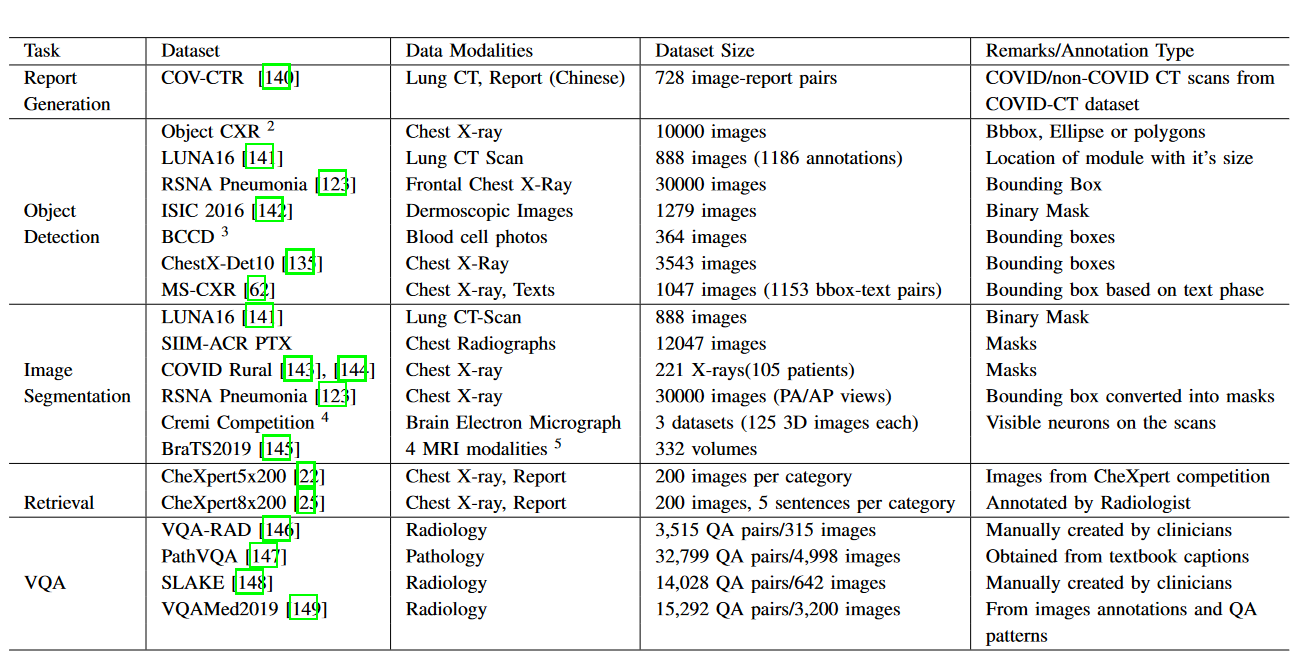 Task Dataset Data Modalities Dataset Size Remarks/Annotation Type
Report COV-CTR [140] Lung CT, Report (Chinese) 728 image-report pairs COVID/non-COVID CT scans from
Generation COVID-CT dataset
Object CXR 2 Chest X-ray 10000 images Bbbox, Ellipse or polygons
LUNA16 [141] Lung CT Scan 888 images (1186 annotations) Location of module with it's size
RSNA Pneumonia [123] Frontal Chest X-Ray 30000 images Bounding Box
Object ISIC 2016 [142] Dermoscopic Images 1279 images Binary Mask
Detection BCCD 3 Blood cell photos 364 images Bounding boxes
ChestX-Det10 [135] Chest X-Ray 3543 images Bounding boxes
MS-CXR [62] Chest X-ray, Texts 1047 images (1153 bbox-text pairs) Bounding box based on text phase
LUNA16 [141] Lung CT-Scan 888 images Binary Mask
SIIM-ACR PTX Chest Radiographs 12047 images Masks
Image COVID Rural [143], [144] Chest X-ray 221 X-rays(105 patients) Masks
Segmentation RSNA Pneumonia [123] Chest X-ray 30000 images (PA/AP views) Bounding box converted into masks
Cremi Competition 4 Brain Electron Micrograph 3 datasets (125 3D images each) Visible neurons on the scans
BraTS2019 [145] 4 MRI modalities 5 332 volumes
CheXpert5x200 [22] Chest X-ray, Report 200 images per category Images from CheXpert competition
Retrieval CheXpert8x200 [25] Chest X-ray, Report 200 images, 5 sentences per category Annotated by Radiologist
VQA-RAD [146] Radiology 3,515 QA pairs/315 images Manually created by clinicians
PathVQA [147] Pathology 32,799 QA pairs/4,998 images Obtained from textbook captions
VQA SLAKE [148] Radiology 14,028 QA pairs/642 images Manually created by clinicians
VQAMed2019 [149] Radiology 15,292 QA pairs/3,200 images From images annotations and QA
patterns